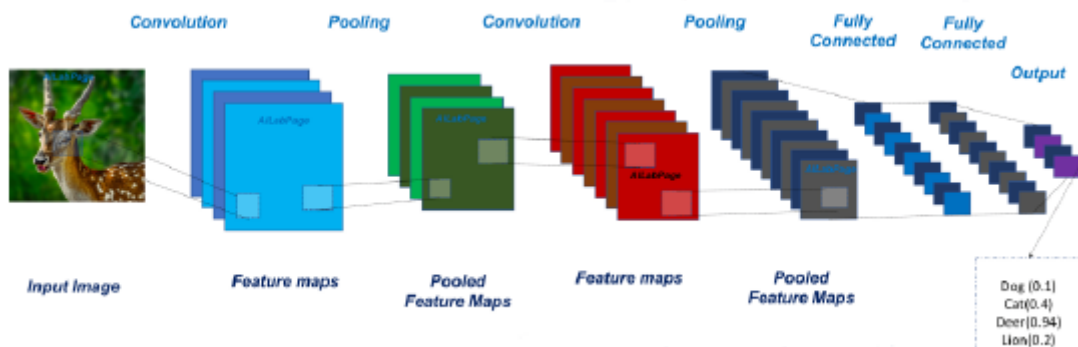 Convolution
Pooling
Convolution
Pooling
Fully
Connected
Fully
Connected
Output
AiLabPage
AiLabPage
AiLabPage
AiLabPage
AiLabPage
Input Image
Feature maps
Pooled
Feature Maps
Feature maps
Pooled
Feature Maps
Dog (0.1)
Cat(0.4)
Deer(0.94)
Lion(0.2)